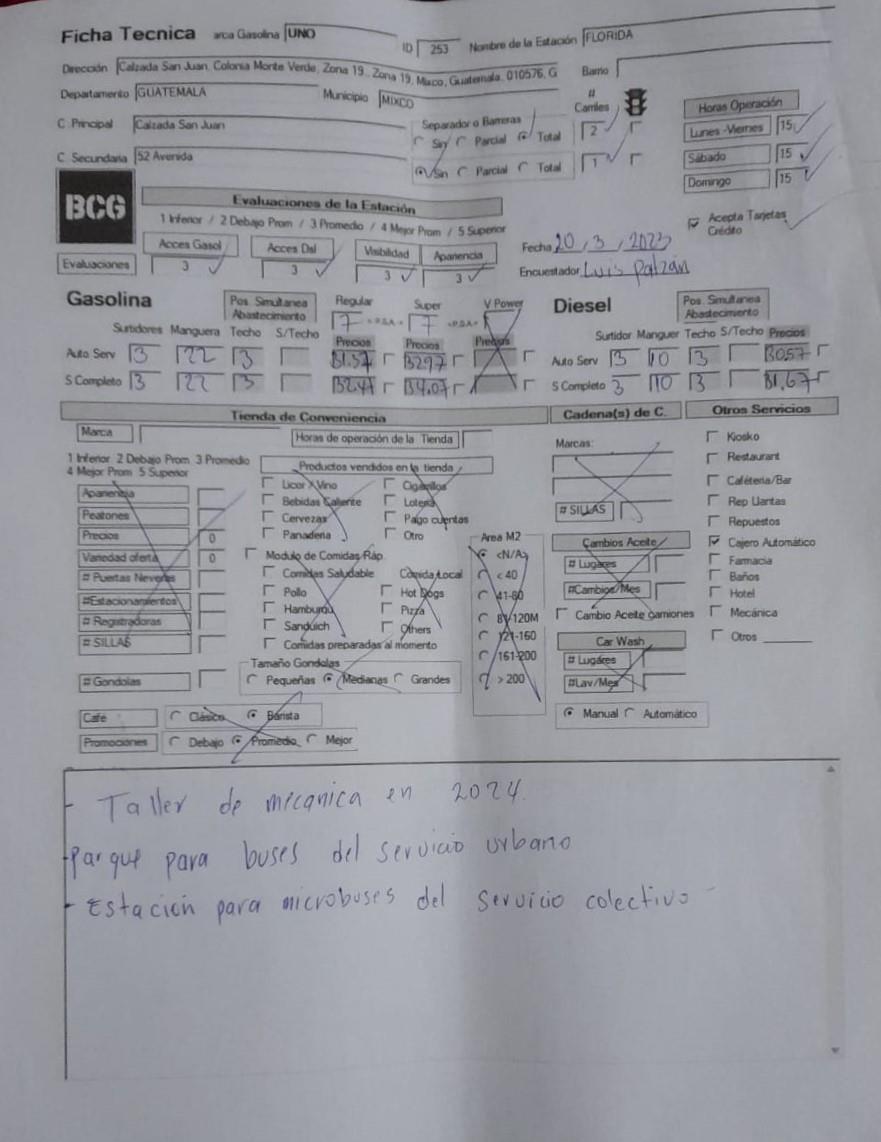 Ficha Tecnica arca Gasolina UNO ID 253 Nombre de la Estación FLORIDA
Dirección Calzada San Juan, Colonia Monte Verde, Zona 19, Zona 19, Mixco, Guatemala, 010576, G Barrio
Departamento GUATEMALA Municipio MIXCO # Carriles
C Principal Calzada San Juan Separador o Barreras Sin Parcial Total 2
C Secundaria 52 Avenida Sin Parcial Total 1
Horas Operación
Lunes -Viernes 15
Sábado 15
Domingo 15
BCG
Evaluaciones de la Estación
1 Inferior / 2 Debajo Prom / 3 Promedio / 4 Mejor Prom / 5 Superior
Acepta Tarjetas Crédito
Acces Gasol Acces Dsl Visibilidad Apariencia
Evaluaciones 3 3 3 3
Fecha 20, 3, 2023
Encuestador Luis
Gasolina Pos. Simultanea Abastecimiento Regular Super V Power
7 7
Surtidores Manguera Techo S/Techo Precios Precios Precios
Auto Serv 3 22 3 31.57 3297
S Completo 3 22 3 32.47 34.07
Diesel Pos. Simultanea Abastecimiento
Surtidor Manguer Techo S/Techo Precios
Auto Serv 3 10 3 3057
S Completo 3 10 3 31,67
Tienda de Conveniencia
Marca Horas de operación de la Tienda
1 Inferior 2 Debajo Prom 3 Promedio
4 Mejor Prom 5 Superior
Apariencia
Peatones
Precios 0
Variedad oferta 0
# Puertas Neveras
#Estacionamientos
# Registradoras
# SILLAS
# Gondolas
Productos vendidos en la tienda
Licor Y Vino Cigarrillos
Bebidas Caliente Loteria
Cervezas Pago cuentas
Panaderia Otro
Modulo de Comidas Ráp.
Comidas Saludable Comida Local
Pollo Hot Dogs
Hamburgu Pizza
Sanduich Others
Comidas preparadas al momento
Tamaño Gondolas
Pequeñas Medianas Grandes
Area M2
<N/A>
< 40
41-80
81-120M
121-160
161-200
> 200
Café Clásico Barista
Promociones Debajo Promedio Mejor
Cadena(s) de C.
Marcas:
# SILLAS
Cambios Aceite
# Lugares
#Cambios/Mes
Cambio Aceite camiones
Car Wash
# Lugares
#Lav/Mes
Manual Automático
Otros Servicios
Kiosko
Restaurant
Cafeteria/Bar
Rep Llantas
Repuestos
Cajero Automático
Farmacia
Baños
Hotel
Mecánica
Otros
- Taller de mecanica en 2024.
- Parque para buses del servicio urbano
- Estación para microbuses del servicio colectivo -